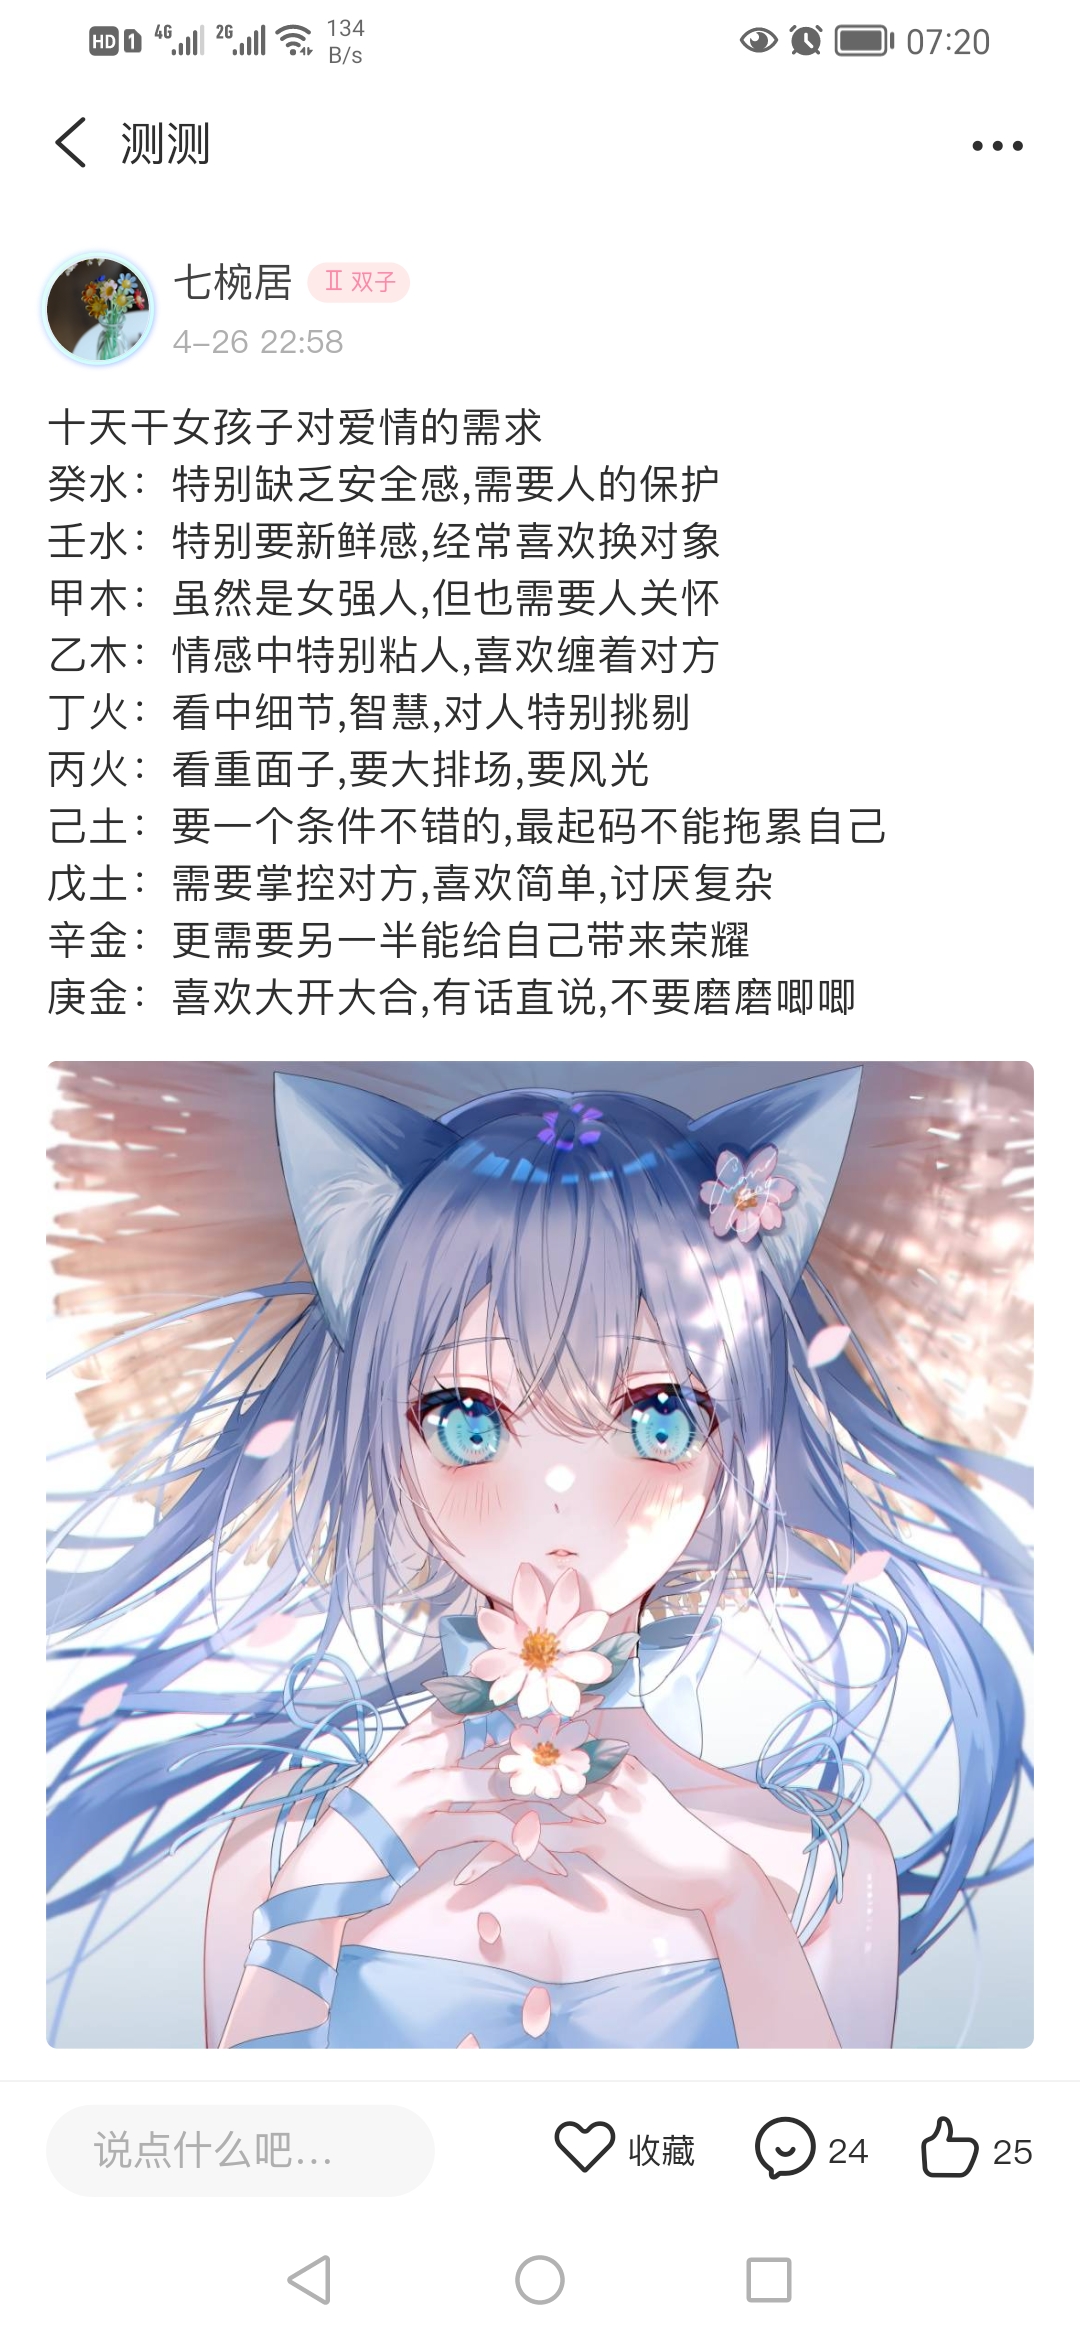 HD 1 4G 2G 134 B/s 07:20
测测
七椀居 II 双子
4-26 22:58
十天干女孩子对爱情的需求
癸水：特别缺乏安全感,需要人的保护
壬水：特别要新鲜感,经常喜欢换对象
甲木：虽然是女强人,但也需要人关怀
乙木：情感中特别粘人,喜欢缠着对方
丁火：看中细节,智慧,对人特别挑剔
丙火：看重面子,要大排场,要风光
己土：要一个条件不错的,最起码不能拖累自己
戊土：需要掌控对方,喜欢简单,讨厌复杂
辛金：更需要另一半能给自己带来荣耀
庚金：喜欢大开大合,有话直说,不要磨磨唧唧
说点什么吧... 收藏 24 25